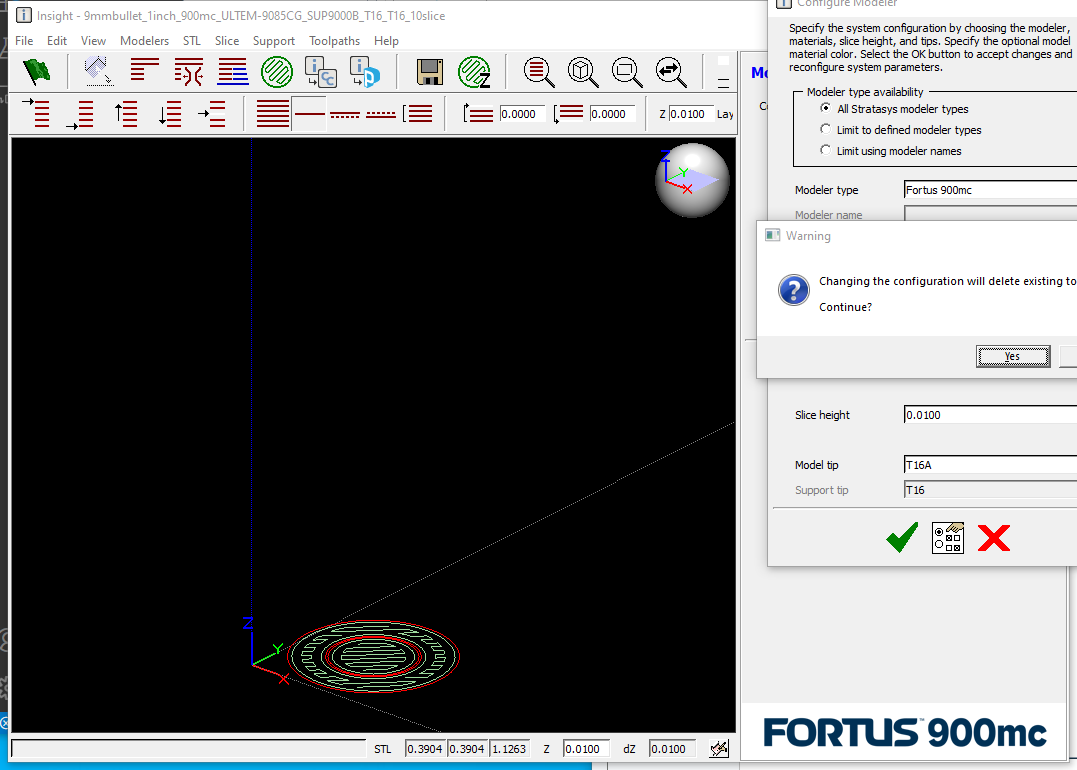 Insight - 9mmbullet_1inch_900mc_ULTEM-9085CG_SUP9000B_T16_T16_10slice
File Edit View Modelers STL Slice Support Toolpaths Help
0.0000 0.0000 Z 0.0100 Lay
Z
Y
X
Z
Y
X
STL 0.3904 0.3904 1.1263 Z 0.0100 dZ 0.0100
Configure Modeler
Specify the system configuration by choosing the modeler,
materials, slice height, and tips. Specify the optional model
material color. Select the OK button to accept changes and
reconfigure system parameters.
Modeler type availability
All Stratasys modeler types
Limit to defined modeler types
Limit using modeler names
Modeler type Fortus 900mc
Modeler name
Warning
Changing the configuration will delete existing to
Continue?
Yes
Slice height 0.0100
Model tip T16A
Support tip T16
FORTUS 900mc